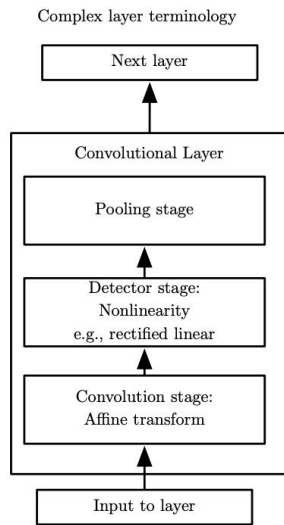 Complex layer terminology
Next layer
Convolutional Layer
Pooling stage
Detector stage:
Nonlinearity
e.g., rectified linear
Convolution stage:
Affine transform
Input to layer